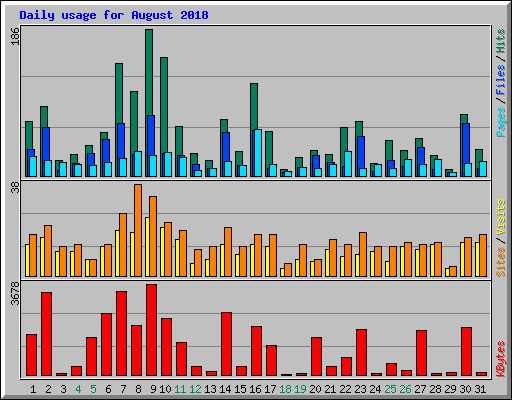 Daily usage for August 2018
186
Pages / Files / Hits
38
Sites / Visits
3678
KBytes
1 2 3 4 5 6 7 8 9 10 11 12 13 14 15 16 17 18 19 20 21 22 23 24 25 26 27 28 29 30 31